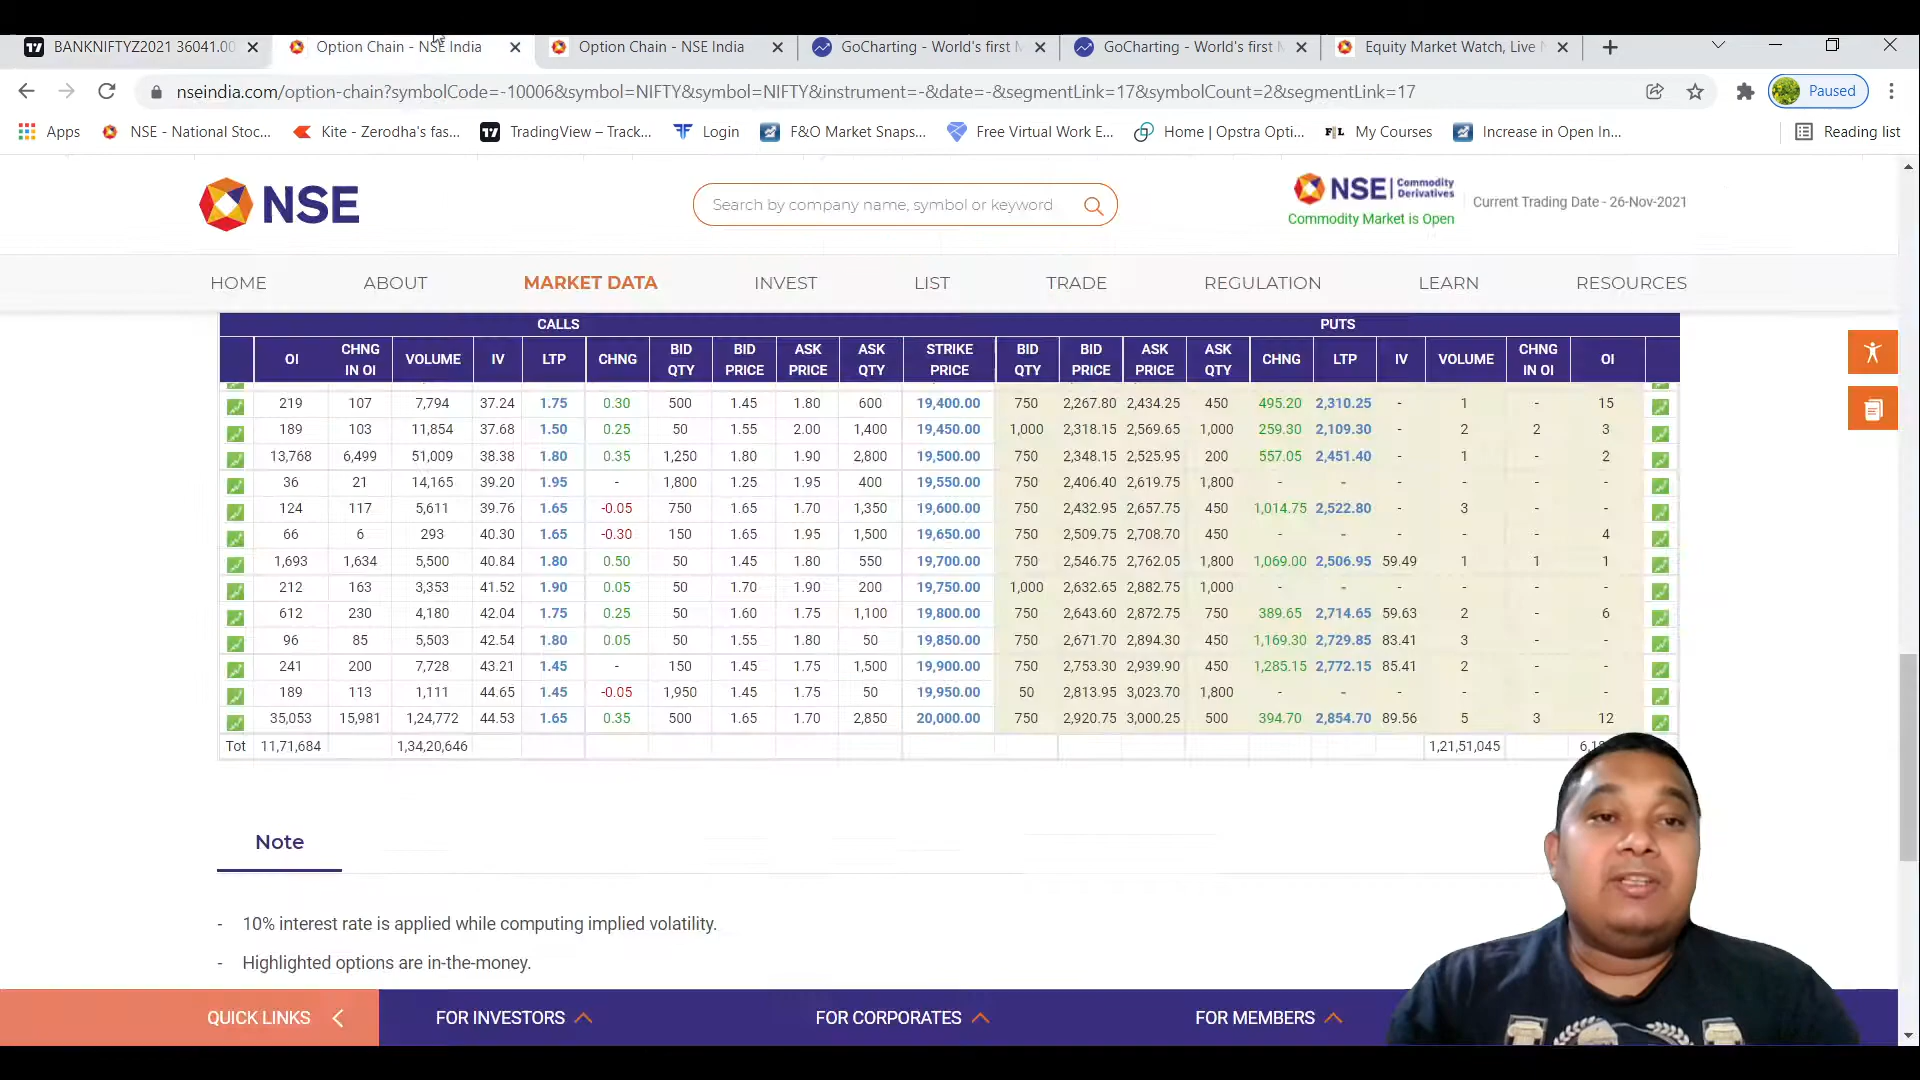 BANKNIFTYZ2021 36041.00
Option Chain - NSE India
Option Chain - NSE India
GoCharting - World's first M
GoCharting - World's first M
Equity Market Watch, Live N
nseindia.com/option-chain?symbolCode=-10006&symbol=NIFTY&symbol=NIFTY&instrument=-&date=-&segmentLink=17&symbolCount=2&segmentLink=17
Paused
Apps NSE - National Stoc... Kite - Zerodha's fas... TradingView – Track... Login F&O Market Snaps... Free Virtual Work E... Home | Opstra Opti... My Courses Increase in Open In... Reading list
NSE
Search by company name, symbol or keyword
NSE | Commodity Derivatives
Commodity Market is Open
Current Trading Date - 26-Nov-2021
HOME ABOUT MARKET DATA INVEST LIST TRADE REGULATION LEARN RESOURCES
CALLS PUTS
OI CHNG IN OI VOLUME IV LTP CHNG BID QTY BID PRICE ASK PRICE ASK QTY STRIKE PRICE BID QTY BID PRICE ASK PRICE ASK QTY CHNG LTP IV VOLUME CHNG IN OI OI
219 107 7,794 37.24 1.75 0.30 500 1.45 1.80 600 19,400.00 750 2,267.80 2,434.25 450 495.20 2,310.25 - 1 - 15
189 103 11,854 37.68 1.50 0.25 50 1.55 2.00 1,400 19,450.00 1,000 2,318.15 2,569.65 1,000 259.30 2,109.30 - 2 2 3
13,768 6,499 51,009 38.38 1.80 0.35 1,250 1.80 1.90 2,800 19,500.00 750 2,348.15 2,525.95 200 557.05 2,451.40 - 1 - 2
36 21 14,165 39.20 1.95 - 1,800 1.25 1.95 400 19,550.00 750 2,406.40 2,619.75 1,800 - - - - - -
124 117 5,611 39.76 1.65 -0.05 750 1.65 1.70 1,350 19,600.00 750 2,432.95 2,657.75 450 1,014.75 2,522.80 - 3 - -
66 6 293 40.30 1.65 -0.30 150 1.65 1.95 1,500 19,650.00 750 2,509.75 2,708.70 450 - - - - - 4
1,693 1,634 5,500 40.84 1.80 0.50 50 1.45 1.80 550 19,700.00 750 2,546.75 2,762.05 1,800 1,069.00 2,506.95 59.49 1 1 1
212 163 3,353 41.52 1.90 0.05 50 1.70 1.90 200 19,750.00 1,000 2,632.65 2,882.75 1,000 - - - - - -
612 230 4,180 42.04 1.75 0.25 50 1.60 1.75 1,100 19,800.00 750 2,643.60 2,872.75 750 389.65 2,714.65 59.63 2 - 6
96 85 5,503 42.54 1.80 0.05 50 1.55 1.80 50 19,850.00 750 2,671.70 2,894.30 450 1,169.30 2,729.85 83.41 3 - -
241 200 7,728 43.21 1.45 - 150 1.45 1.75 1,500 19,900.00 750 2,753.30 2,939.90 450 1,285.15 2,772.15 85.41 2 - -
189 113 1,111 44.65 1.45 -0.05 1,950 1.45 1.75 50 19,950.00 50 2,813.95 3,023.70 1,800 - - - - - -
35,053 15,981 1,24,772 44.53 1.65 0.35 500 1.65 1.70 2,850 20,000.00 750 2,920.75 3,000.25 500 394.70 2,854.70 89.56 5 3 12
Tot 11,71,684 1,34,20,646 1,21,51,045
Note
- 10% interest rate is applied while computing implied volatility.
- Highlighted options are in-the-money.
QUICK LINKS FOR INVESTORS FOR CORPORATES FOR MEMBERS